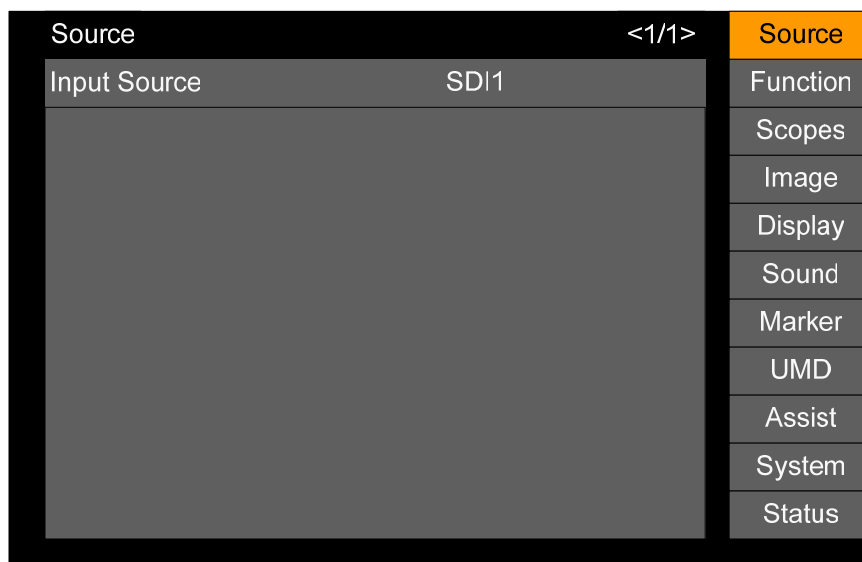 Source <1/1>
Input Source SDI1
Source
Function
Scopes
Image
Display
Sound
Marker
UMD
Assist
System
Status